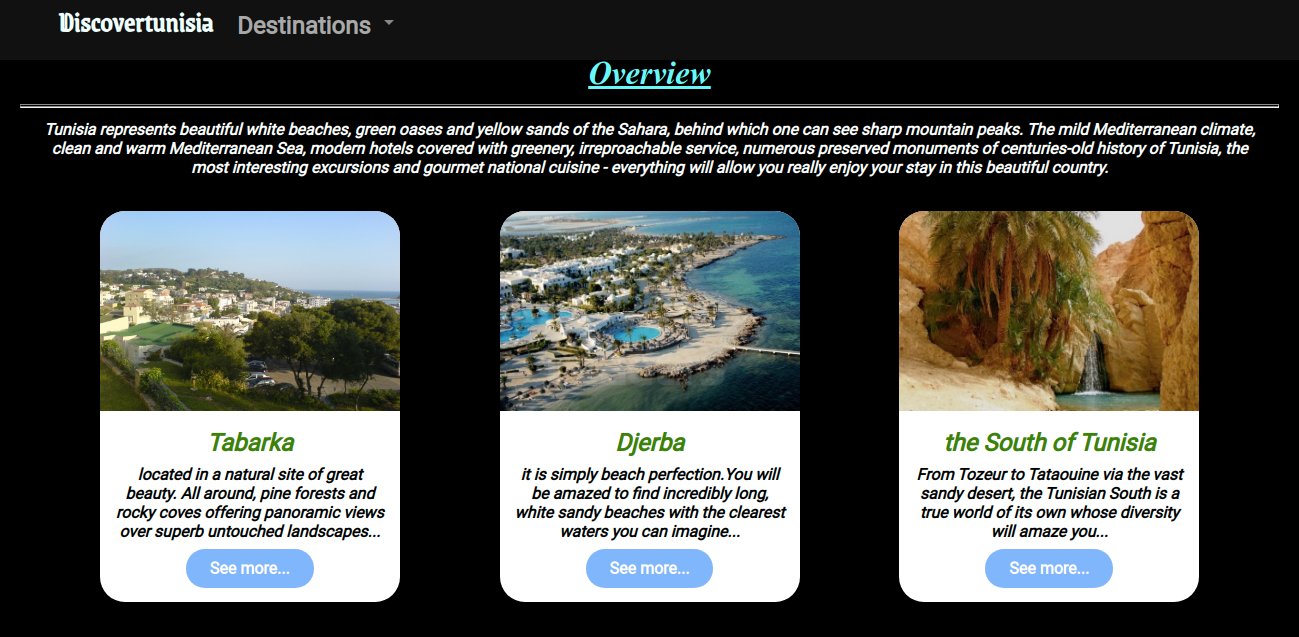 Discovertunisia Destinations
Overview
Tunisia represents beautiful white beaches, green oases and yellow sands of the Sahara, behind which one can see sharp mountain peaks. The mild Mediterranean climate,
clean and warm Mediterranean Sea, modern hotels covered with greenery, irreproachable service, numerous preserved monuments of centuries-old history of Tunisia, the
most interesting excursions and gourmet national cuisine - everything will allow you really enjoy your stay in this beautiful country.
Tabarka
located in a natural site of great
beauty. All around, pine forests and
rocky coves offering panoramic views
over superb untouched landscapes...
See more...
Djerba
it is simply beach perfection.You will
be amazed to find incredibly long,
white sandy beaches with the clearest
waters you can imagine...
See more...
the South of Tunisia
From Tozeur to Tataouine via the vast
sandy desert, the Tunisian South is a
true world of its own whose diversity
will amaze you...
See more...